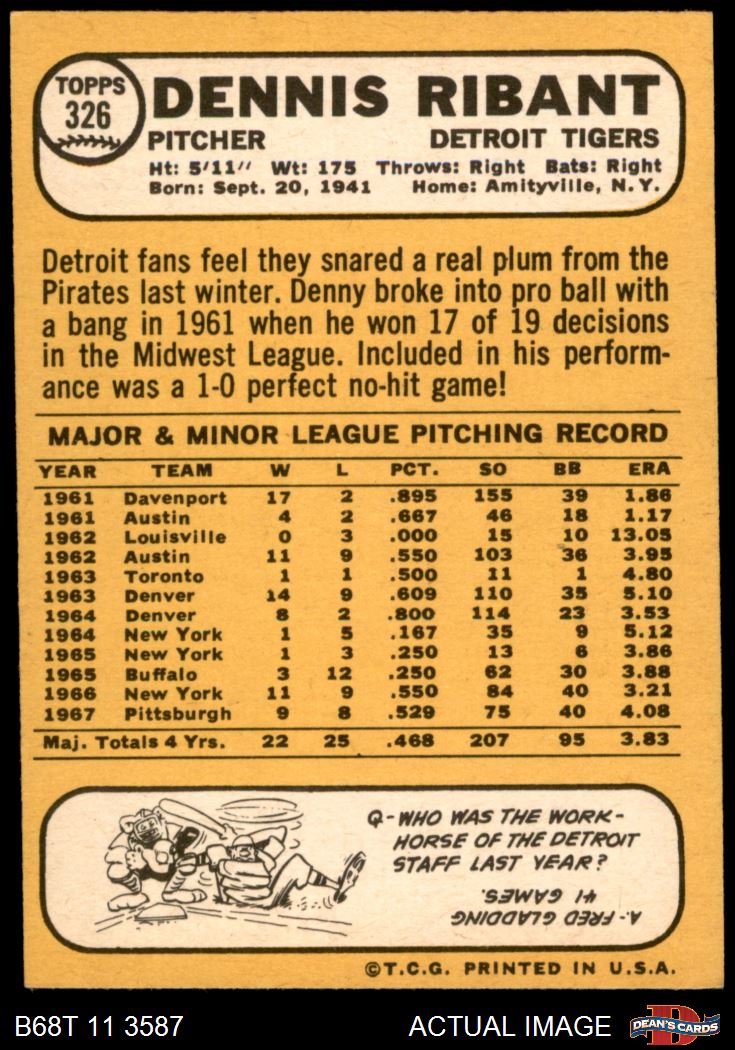 TOPPS
326
DENNIS RIBANT
PITCHER DETROIT TIGERS
Ht: 5'11" Wt: 175 Throws: Right Bats: Right
Born: Sept. 20, 1941 Home: Amityville, N.Y.
Detroit fans feel they snared a real plum from the
Pirates last winter. Denny broke into pro ball with
a bang in 1961 when he won 17 of 19 decisions
in the Midwest League. Included in his perform-
ance was a 1-0 perfect no-hit game!
MAJOR & MINOR LEAGUE PITCHING RECORD
YEAR TEAM W L PCT. SO BB ERA
1961 Davenport 17 2 .895 155 39 1.86
1961 Austin 4 2 .667 46 18 1.17
1962 Louisville 0 3 .000 15 10 13.05
1962 Austin 11 9 .550 103 36 3.95
1963 Toronto 1 1 .500 11 1 4.80
1963 Denver 14 9 .609 110 35 5.10
1964 Denver 8 2 .800 114 23 3.53
1964 New York 1 5 .167 35 9 5.12
1965 New York 1 3 .250 13 6 3.86
1965 Buffalo 3 12 .250 62 30 3.88
1966 New York 11 9 .550 84 40 3.21
1967 Pittsburgh 9 8 .529 75 40 4.08
Maj. Totals 4 Yrs. 22 25 .468 207 95 3.83
Q-WHO WAS THE WORK-
HORSE OF THE DETROIT
STAFF LAST YEAR?
A-FRED GLADDING
41 GAMES.
©T.C.G. PRINTED IN U.S.A.
B68T 11 3587 ACTUAL IMAGE
D
DEAN'S CARDS